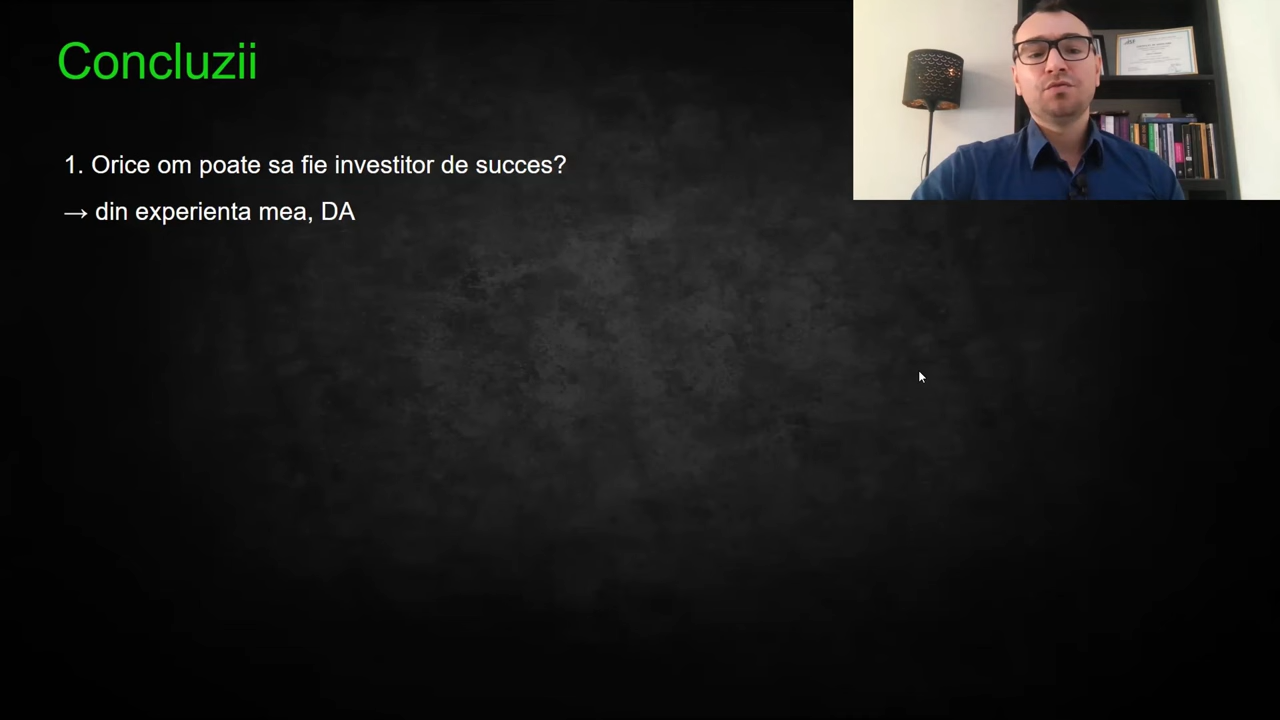 Concluzii
1. Orice om poate sa fie investitor de succes?
→ din experienta mea, DA